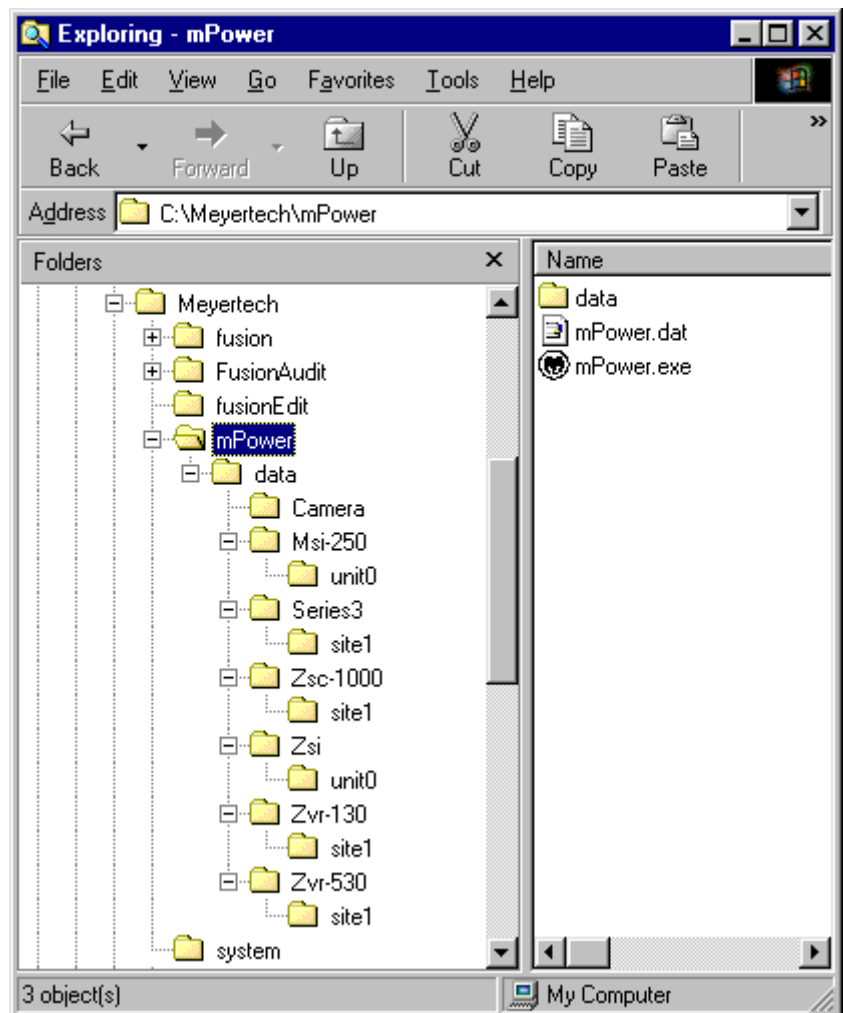 Exploring - mPower
File Edit View Go Favorites Tools Help
Back Forward Up Cut Copy Paste »
Address C:\Meyertech\mPower
Folders
Meyertech
fusion
FusionAudit
fusionEdit
mPower
data
Camera
Msi-250
unit0
Series3
site1
Zsc-1000
site1
Zsi
unit0
Zvr-130
site1
Zvr-530
site1
system
Name
data
mPower.dat
mPower.exe
3 object(s) My Computer